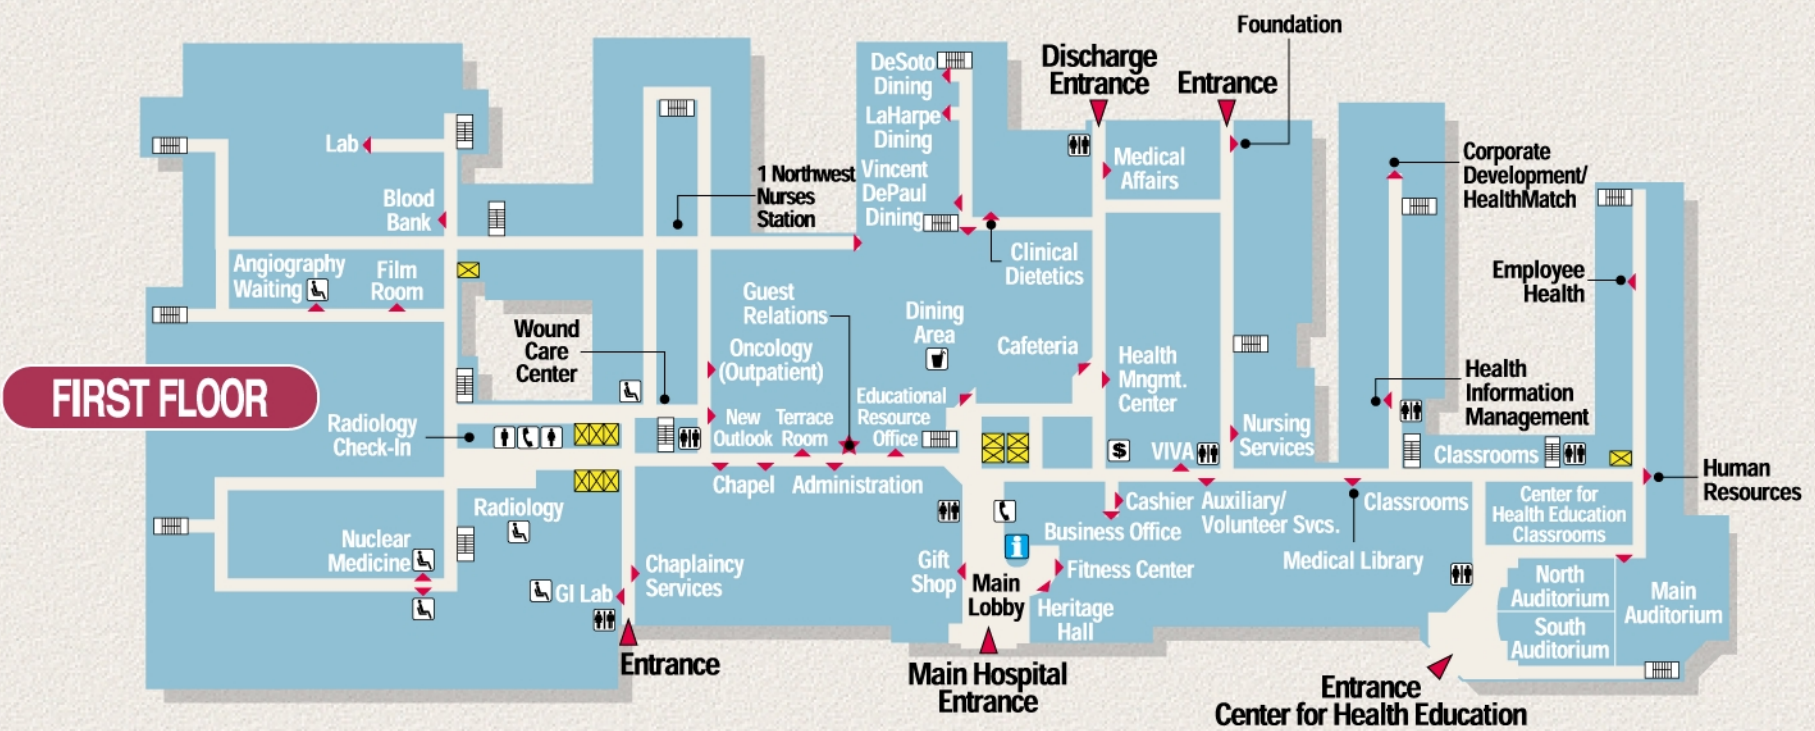 Foundation
Discharge
Entrance
Entrance
DeSoto
Dining
LaHarpe
Dining
Vincent
DePaul
Dining
Lab
Blood
Bank
1 Northwest
Nurses
Station
Medical
Affairs
Corporate
Development/
HealthMatch
Clinical
Dietetics
Angiography
Waiting
Film
Room
Employee
Health
Guest
Relations
Dining
Area
Wound
Care
Center
Oncology
(Outpatient)
Cafeteria
Health
Mngmt.
Center
Health
Information
Management
FIRST FLOOR
Radiology
Check-In
New
Outlook
Terrace
Room
Educational
Resource
Office
$
VIVA
Nursing
Services
Classrooms
Human
Resources
Chapel
Administration
Radiology
Cashier
Business Office
Auxiliary/
Volunteer Svcs.
Classrooms
Center for
Health Education
Classrooms
Nuclear
Medicine
i
Medical Library
Chaplaincy
Services
GI Lab
Gift
Shop
Main
Lobby
Fitness Center
Heritage
Hall
North
Auditorium
South
Auditorium
Main
Auditorium
Entrance
Main Hospital
Entrance
Entrance
Center for Health Education